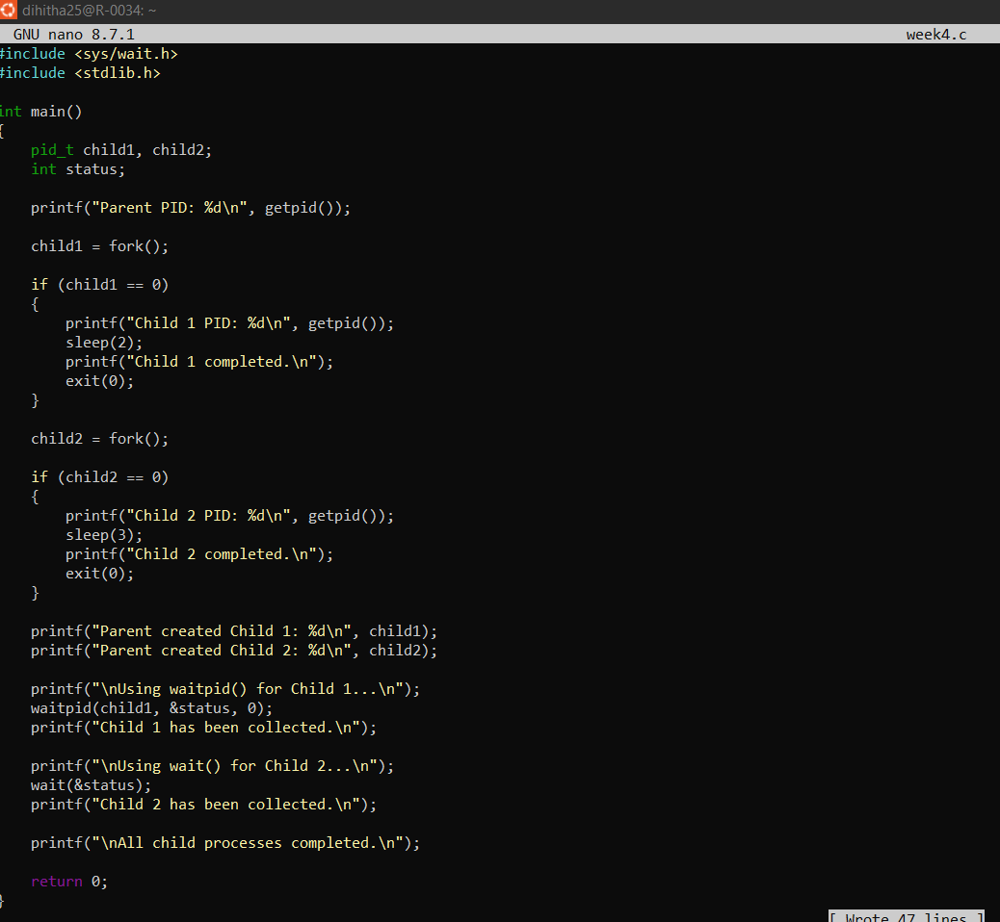 dihitha25@R-0034: ~
GNU nano 8.7.1 week4.c
#include <sys/wait.h>
#include <stdlib.h>

int main()
{
    pid_t child1, child2;
    int status;

    printf("Parent PID: %d\n", getpid());

    child1 = fork();

    if (child1 == 0)
    {
        printf("Child 1 PID: %d\n", getpid());
        sleep(2);
        printf("Child 1 completed.\n");
        exit(0);
    }

    child2 = fork();

    if (child2 == 0)
    {
        printf("Child 2 PID: %d\n", getpid());
        sleep(3);
        printf("Child 2 completed.\n");
        exit(0);
    }

    printf("Parent created Child 1: %d\n", child1);
    printf("Parent created Child 2: %d\n", child2);

    printf("\nUsing waitpid() for Child 1...\n");
    waitpid(child1, &status, 0);
    printf("Child 1 has been collected.\n");

    printf("\nUsing wait() for Child 2...\n");
    wait(&status);
    printf("Child 2 has been collected.\n");

    printf("\nAll child processes completed.\n");

    return 0;
}
[ Wrote 47 lines ]